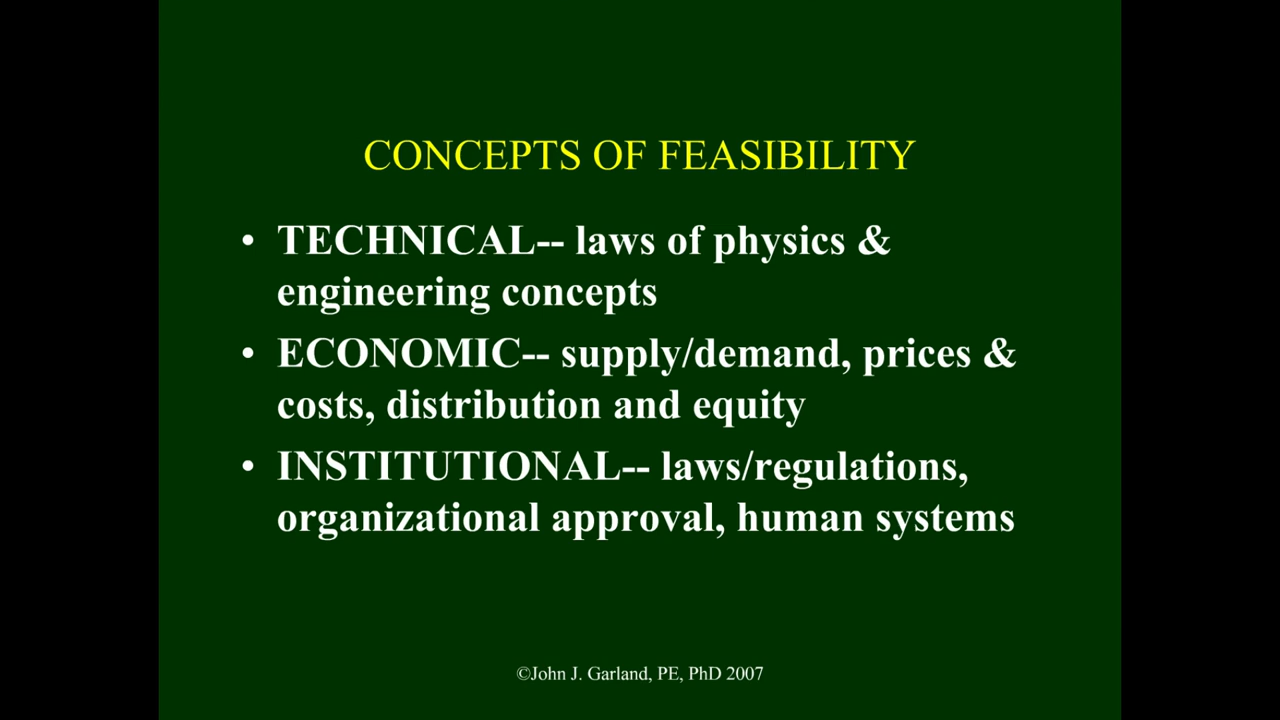 CONCEPTS OF FEASIBILITY
• TECHNICAL-- laws of physics &
engineering concepts
• ECONOMIC-- supply/demand, prices &
costs, distribution and equity
• INSTITUTIONAL-- laws/regulations,
organizational approval, human systems
©John J. Garland, PE, PhD 2007